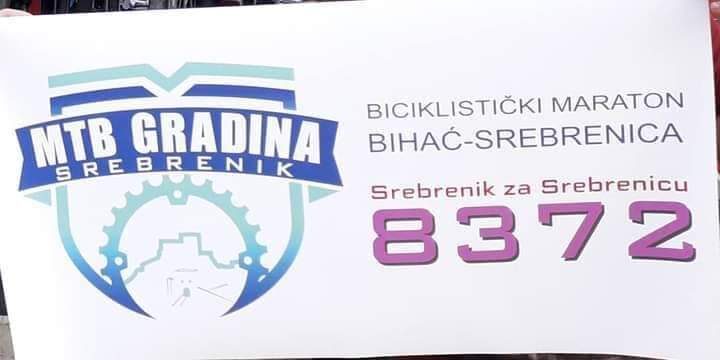 MTB GRADINA
SREBRENIK
BICIKLISTIČKI MARATON
BIHAĆ-SREBRENICA
Srebrenik za Srebrenicu
8372